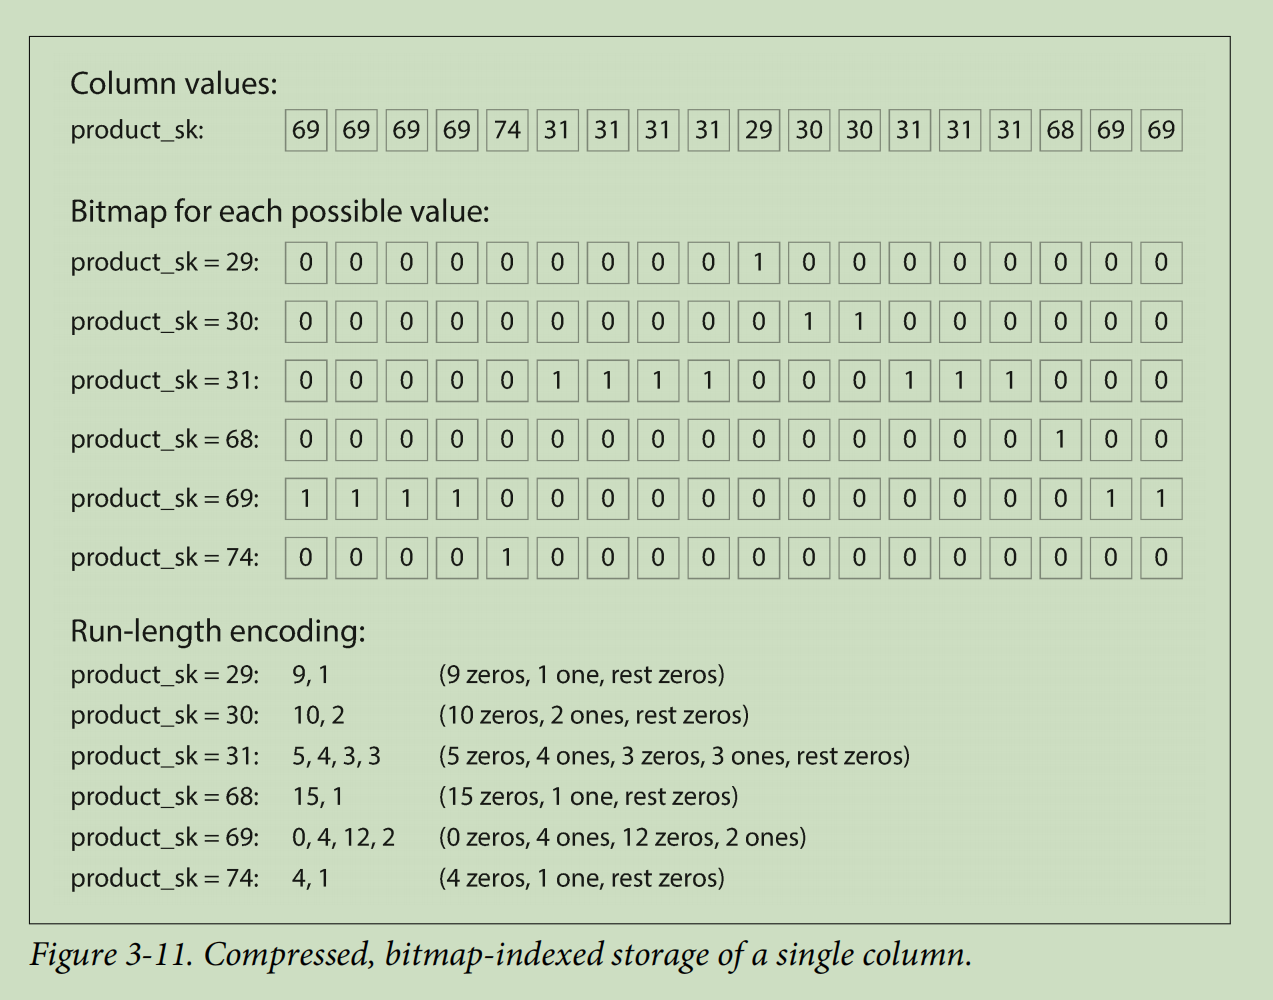 Column values:
product_sk: 69 69 69 69 74 31 31 31 31 29 30 30 31 31 31 68 69 69
Bitmap for each possible value:
product_sk = 29: 0 0 0 0 0 0 0 0 0 1 0 0 0 0 0 0 0 0
product_sk = 30: 0 0 0 0 0 0 0 0 0 0 1 1 0 0 0 0 0 0
product_sk = 31: 0 0 0 0 0 1 1 1 1 0 0 0 1 1 1 0 0 0
product_sk = 68: 0 0 0 0 0 0 0 0 0 0 0 0 0 0 0 1 0 0
product_sk = 69: 1 1 1 1 0 0 0 0 0 0 0 0 0 0 0 0 1 1
product_sk = 74: 0 0 0 0 1 0 0 0 0 0 0 0 0 0 0 0 0 0
Run-length encoding:
product_sk = 29: 9, 1 (9 zeros, 1 one, rest zeros)
product_sk = 30: 10, 2 (10 zeros, 2 ones, rest zeros)
product_sk = 31: 5, 4, 3, 3 (5 zeros, 4 ones, 3 zeros, 3 ones, rest zeros)
product_sk = 68: 15, 1 (15 zeros, 1 one, rest zeros)
product_sk = 69: 0, 4, 12, 2 (0 zeros, 4 ones, 12 zeros, 2 ones)
product_sk = 74: 4, 1 (4 zeros, 1 one, rest zeros)
Figure 3-11. Compressed, bitmap-indexed storage of a single column.